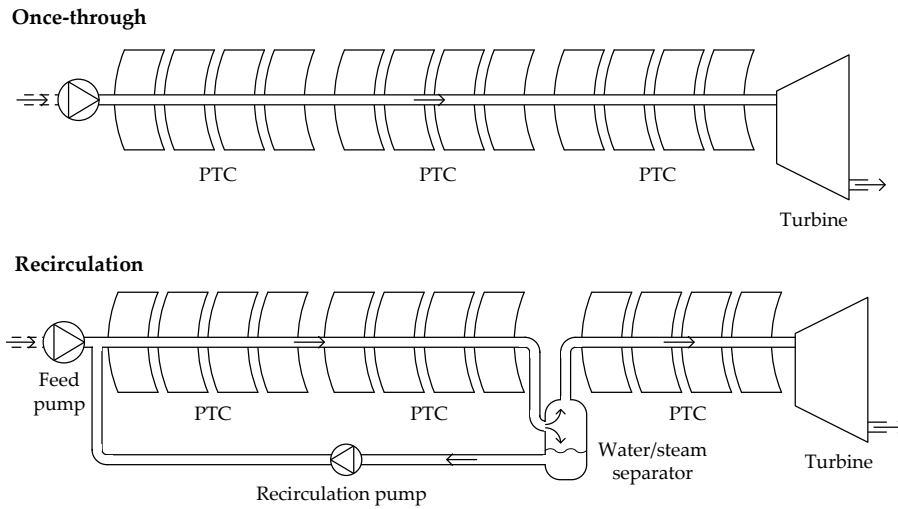 Once-through
PTC
PTC
PTC
Turbine
Recirculation
Feed
pump
PTC
PTC
PTC
Water/steam
separator
Turbine
Recirculation pump